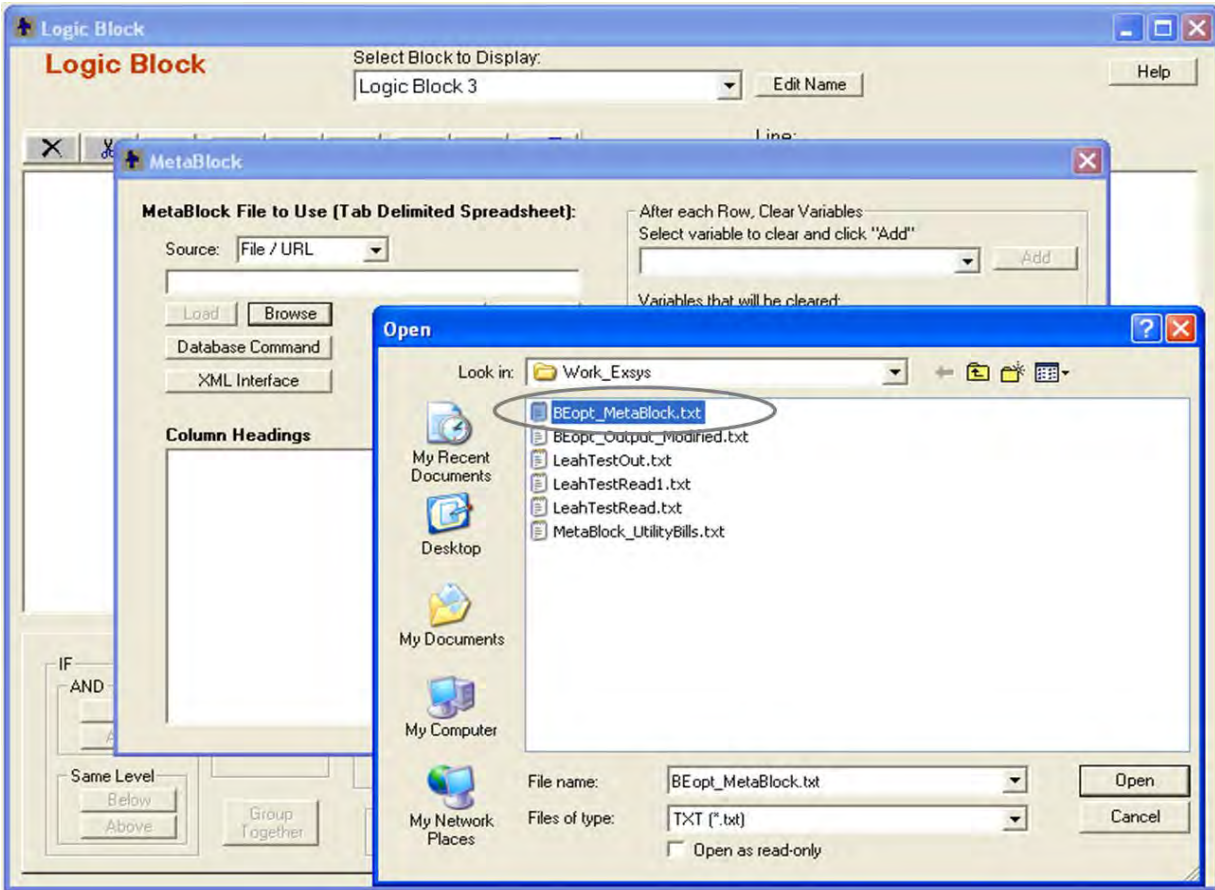 Logic Block
Logic Block
Select Block to Display:
Logic Block 3
Edit Name
Help
Line:
MetaBlock
MetaBlock File to Use (Tab Delimited Spreadsheet):
Source: File / URL
Load Browse
Database Command
XML Interface
Column Headings
After each Row, Clear Variables
Select variable to clear and click "Add"
Add
Variables that will be cleared:
Open
Look in: Work_Exsys
My Recent
Documents
Desktop
My Documents
My Computer
My Network
Places
BEopt_MetaBlock.txt
BEopt_Output_Modified.txt
LeahTestOut.txt
LeahTestRead1.txt
LeahTestRead.txt
MetaBlock_UtilityBills.txt
File name: BEopt_MetaBlock.txt
Open
Files of type: TXT (*.txt)
Cancel
Open as read-only
IF
AND
Same Level
Below
Above
Group
Together